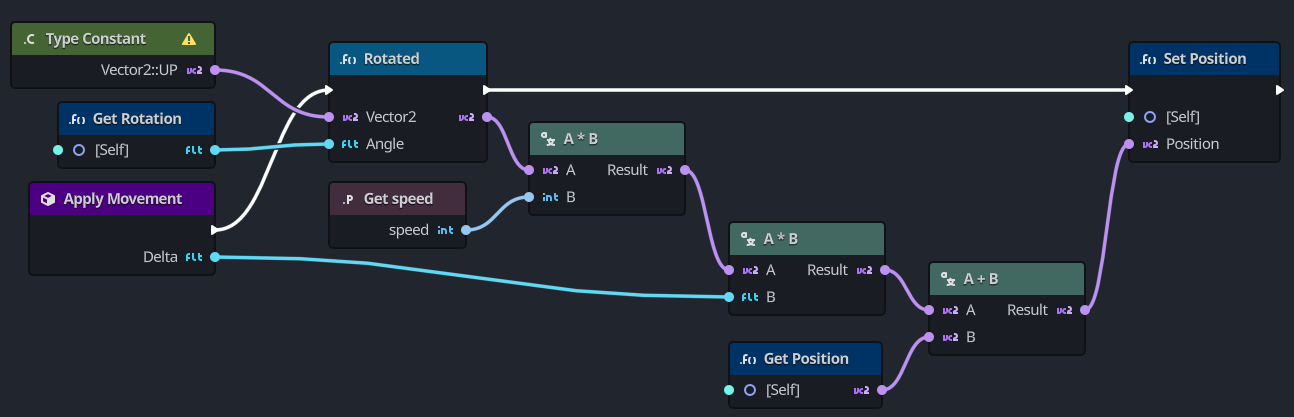 .C Type Constant
Vector2::UP vc2
.f() Get Rotation
[Self] flt
Apply Movement
Delta flt
.f() Rotated
vc2 Vector2 vc2
flt Angle
.P Get speed
speed int
A * B
vc2 A Result vc2
int B
A * B
vc2 A Result vc2
flt B
.f() Get Position
[Self] vc2
A + B
vc2 A Result vc2
vc2 B
.f() Set Position
[Self]
vc2 Position